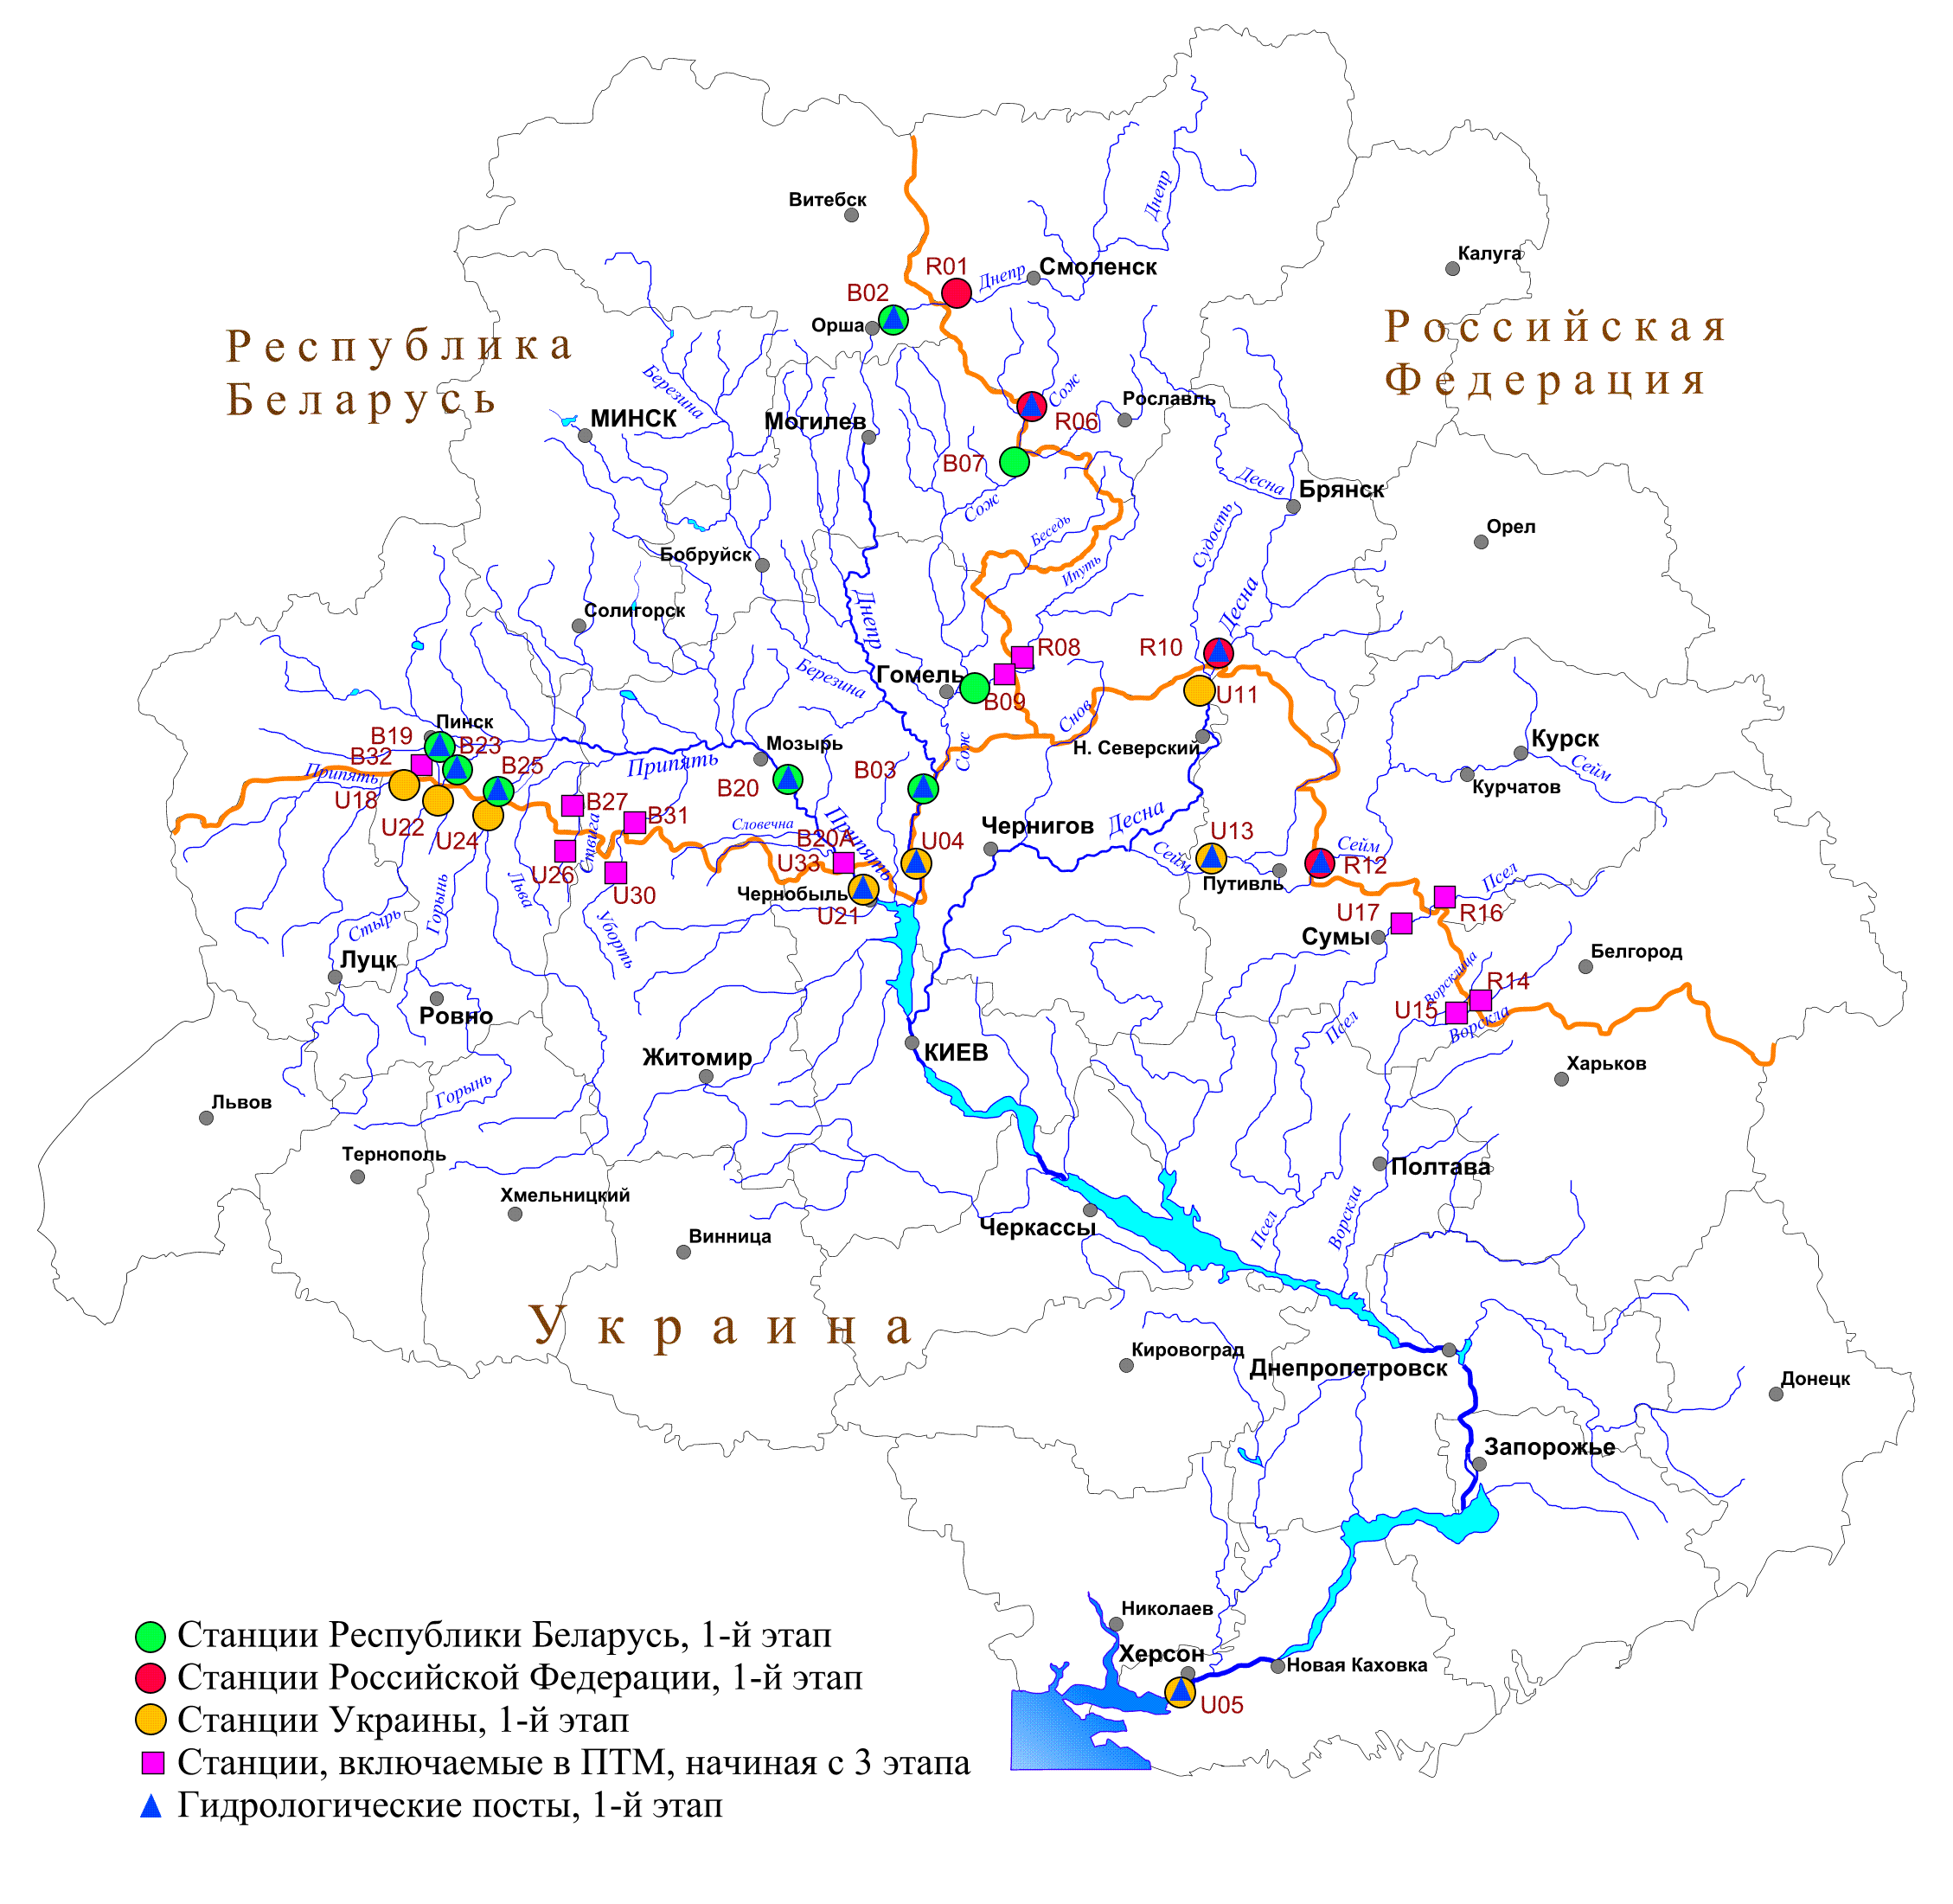 Витебск
Калуга
R01
Днепр
Смоленск
Днепр
B02
Орша
Республика
Беларусь
Российская
Федерация
Березина
МИНСК
Могилев
Сож
Рославль
R06
B07
Сож
Десна
Брянск
Судость
Орел
Беседь
Ипуть
Бобруйск
Солигорск
Днепр
Десна
R10
R08
Гомель
B09
Березина
U11
Снов
Н. Северский
Сож
Пинск
B19
B23
B32
B25
Припять
U18
U22
U24
Припять
Мозырь
B20
B03
Курск
Сейм
Курчатов
B27
B31
Словечна
Припять
B20A
U33
U04
Чернигов
Десна
U13
Сейм
Сейм
R12
Путивль
Ствига
U26
U30
Чернобыль
U21
Псел
R16
U17
Сумы
Льва
Горынь
Стырь
Уборть
Луцк
Ровно
Белгород
Ворсклица
R14
U15
Ворскла
Псел
КИЕВ
Житомир
Харьков
Горынь
Львов
Тернополь
Хмельницкий
Винница
Полтава
Черкассы
Псел
Ворскла
Украина
Кировоград
Днепропетровск
Донецк
Запорожье
Николаев
Херсон
Новая Каховка
U05
Станции Республики Беларусь, 1-й этап
Станции Российской Федерации, 1-й этап
Станции Украины, 1-й этап
Станции, включаемые в ПТМ, начиная с 3 этапа
Гидрологические посты, 1-й этап